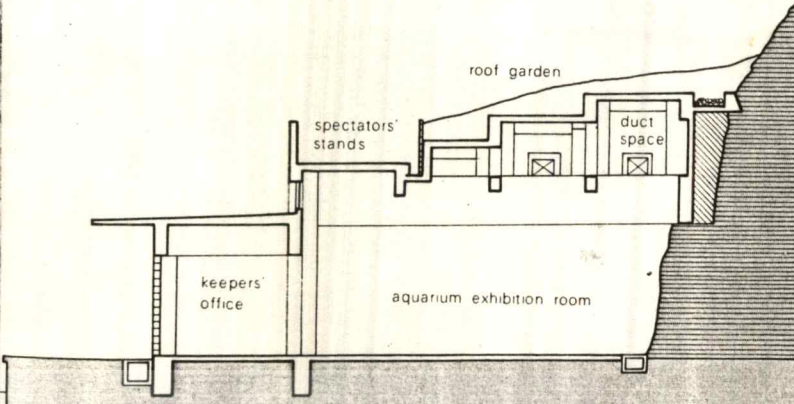 roof garden
spectators'
stands
duct
space
keepers'
office
aquarium exhibition room